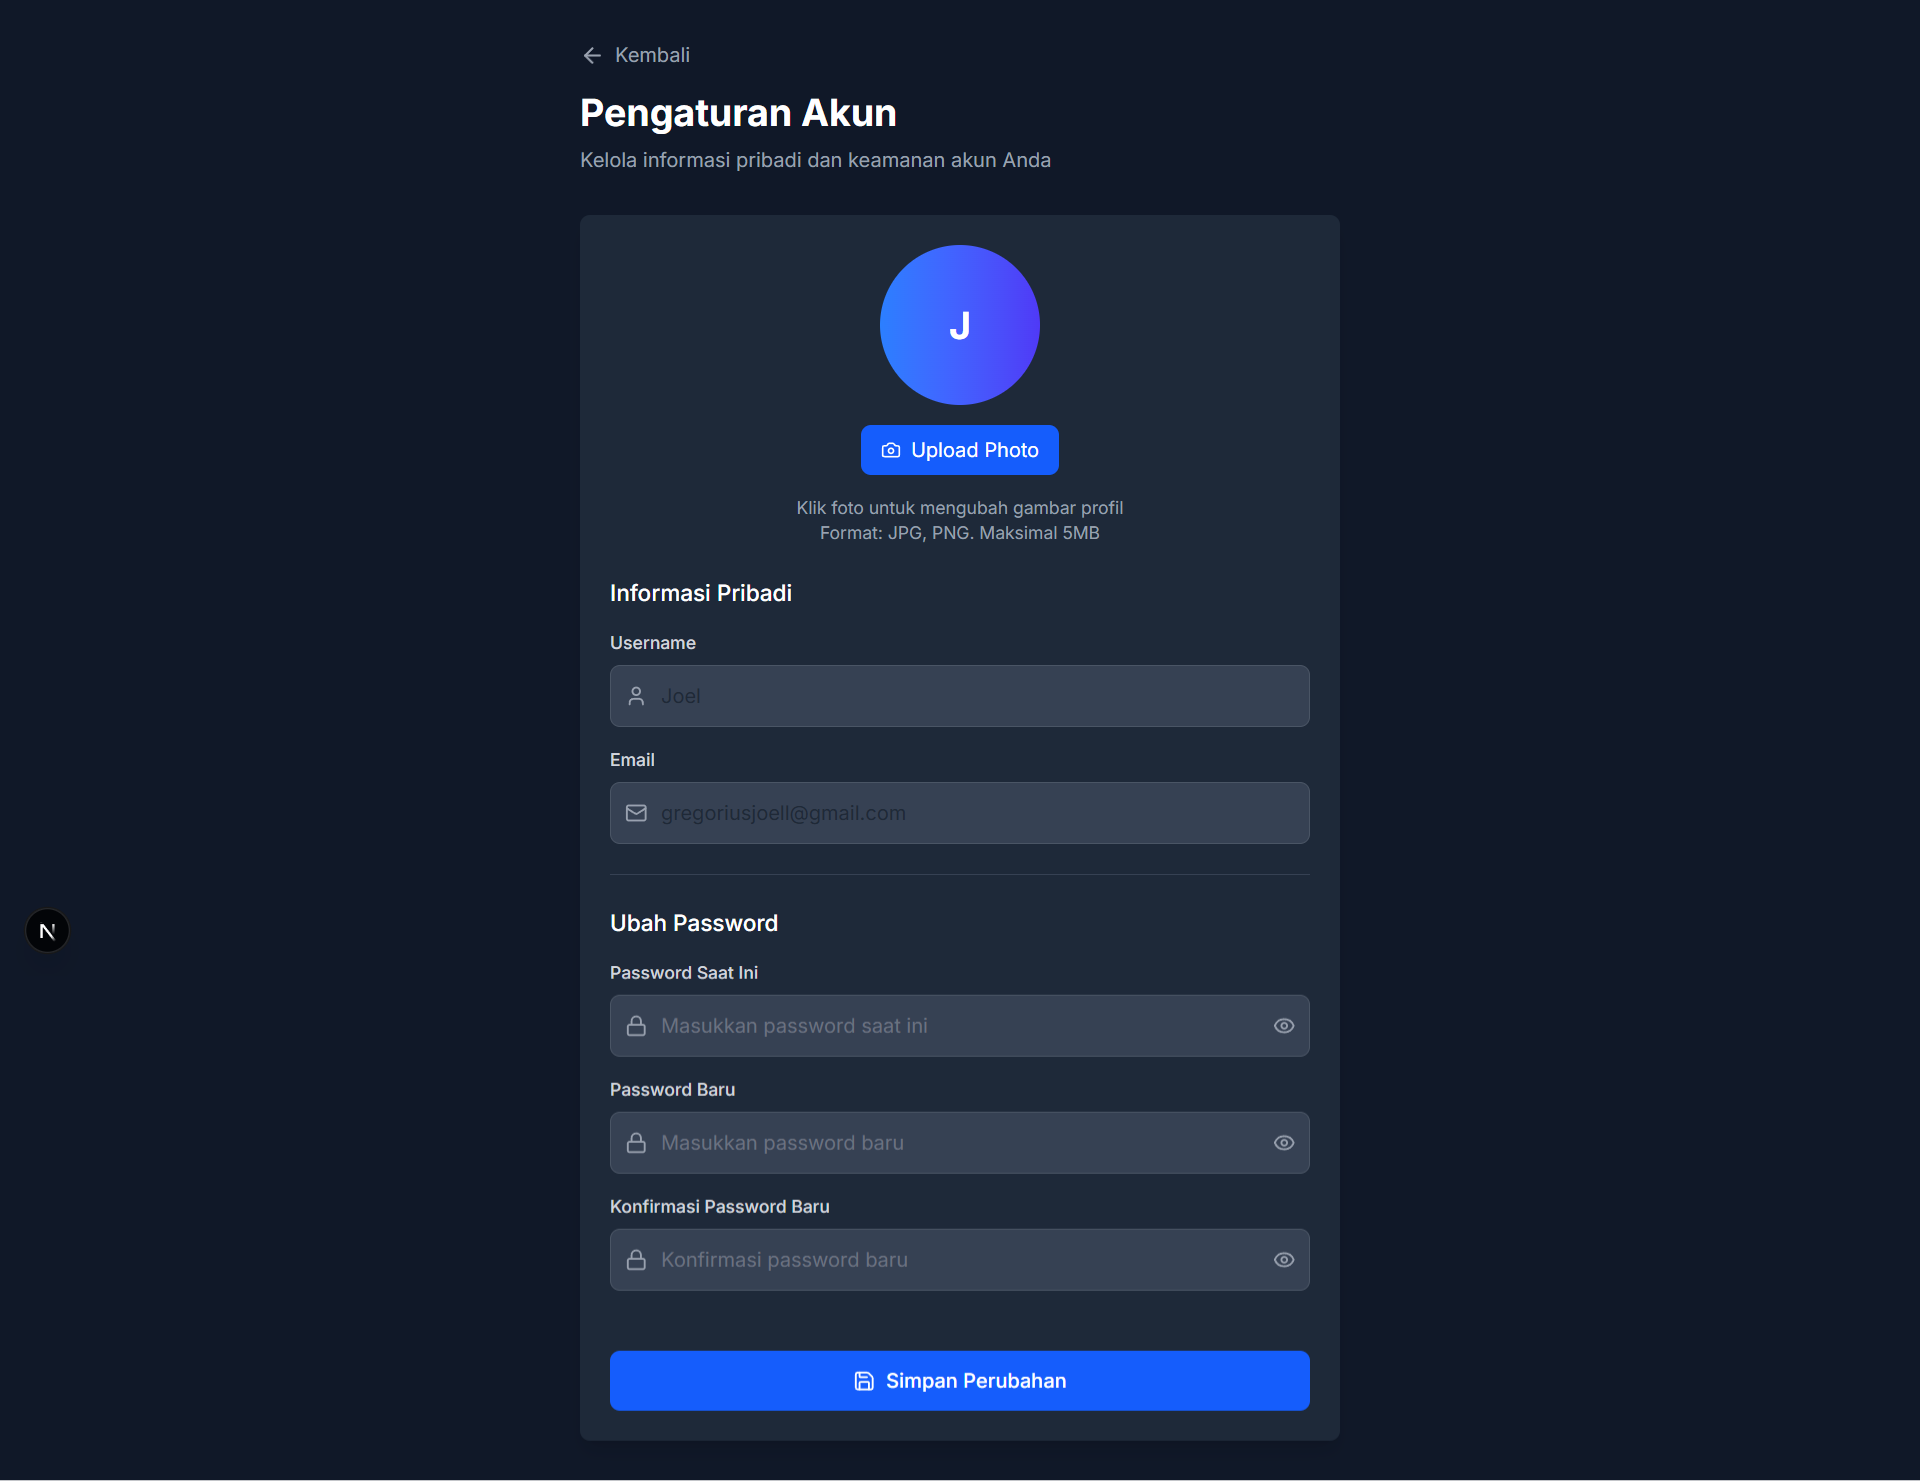 Kembali
Pengaturan Akun
Kelola informasi pribadi dan keamanan akun Anda
J
Upload Photo
Klik foto untuk mengubah gambar profil
Format: JPG, PNG. Maksimal 5MB
Informasi Pribadi
Username
Joel
Email
gregoriusjoell@gmail.com
N
Ubah Password
Password Saat Ini
Masukkan password saat ini
Password Baru
Masukkan password baru
Konfirmasi Password Baru
Konfirmasi password baru
Simpan Perubahan